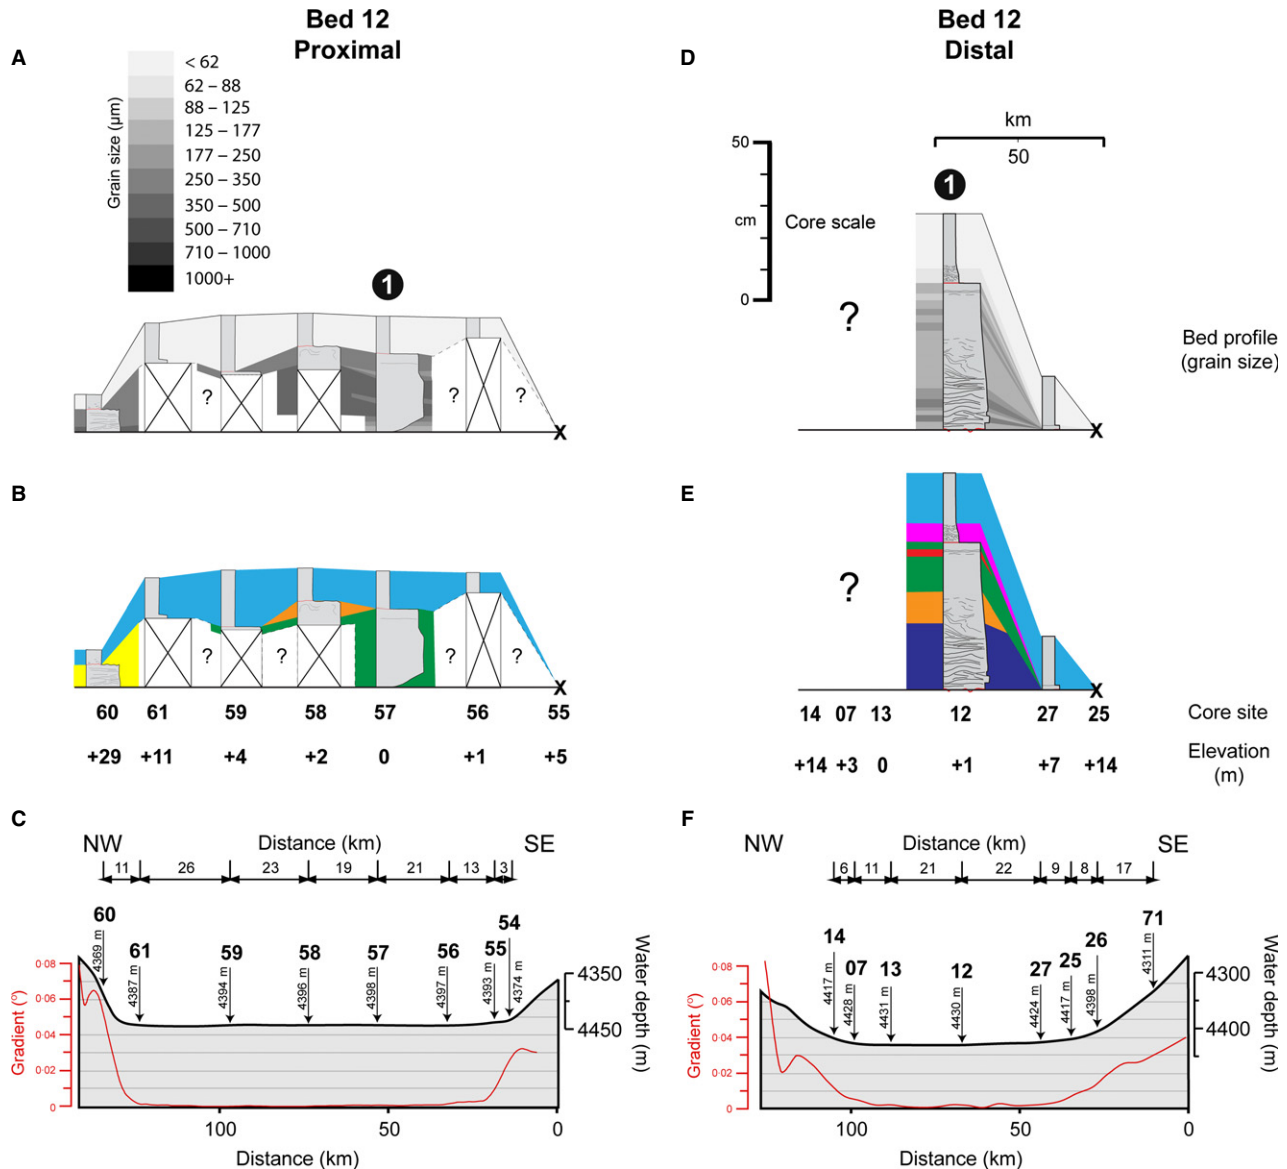 Bed 12
Proximal
Bed 12
Distal
A
Grain size (μm)
< 62
62 – 88
88 – 125
125 – 177
177 – 250
250 – 350
350 – 500
500 – 710
710 – 1000
1000+
1
? ? ?
X
D
km
50
50
cm
0
Core scale
1
?
Bed profile
(grain size)
X
B
? ? ? ?
X
60 61 59 58 57 56 55
+29 +11 +4 +2 0 +1 +5
E
?
X
14 07 13 12 27 25 Core site
+14 +3 0 +1 +7 +14 Elevation
(m)
C
NW Distance (km) SE
11 26 23 19 21 13 3
60 61 59 58 57 56 55 54
4369 m 4387 m 4394 m 4396 m 4398 m 4397 m 4393 m 4374 m
Gradient (°)
0·08
0·06
0·04
0·02
0
4350
4450
Water depth (m)
100 50 0
Distance (km)
F
NW Distance (km) SE
6 11 21 22 9 8 17
14 07 13 12 27 25 26 71
4417 m 4428 m 4431 m 4430 m 4424 m 4417 m 4398 m 4311 m
Gradient (°)
0·08
0·06
0·04
0·02
0
4300
4400
Water depth (m)
100 50 0
Distance (km)